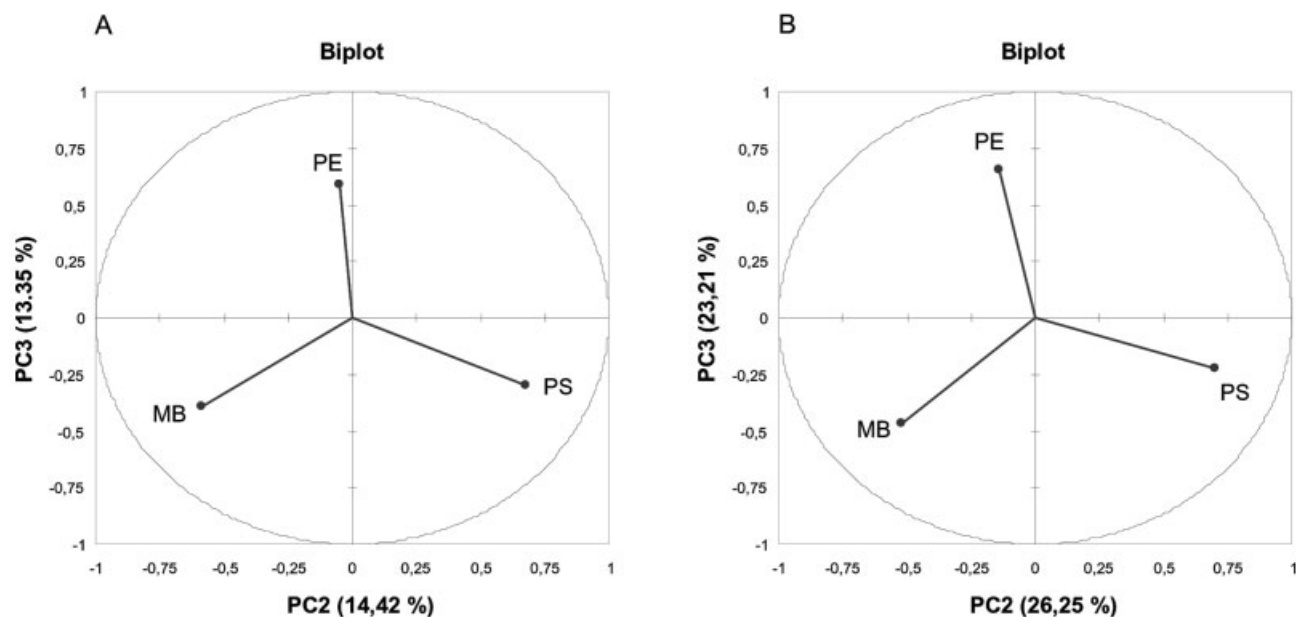 A
Biplot
1
0,75
0,5
0,25
0
-0,25
-0,5
-0,75
-1
PC3 (13.35 %)
PE
MB
PS
-1 -0,75 -0,5 -0,25 0 0,25 0,5 0,75 1
PC2 (14,42 %)
B
Biplot
1
0,75
0,5
0,25
0
-0,25
-0,5
-0,75
-1
PC3 (23,21 %)
PE
PS
MB
-1 -0,75 -0,5 -0,25 0 0,25 0,5 0,75 1
PC2 (26,25 %)